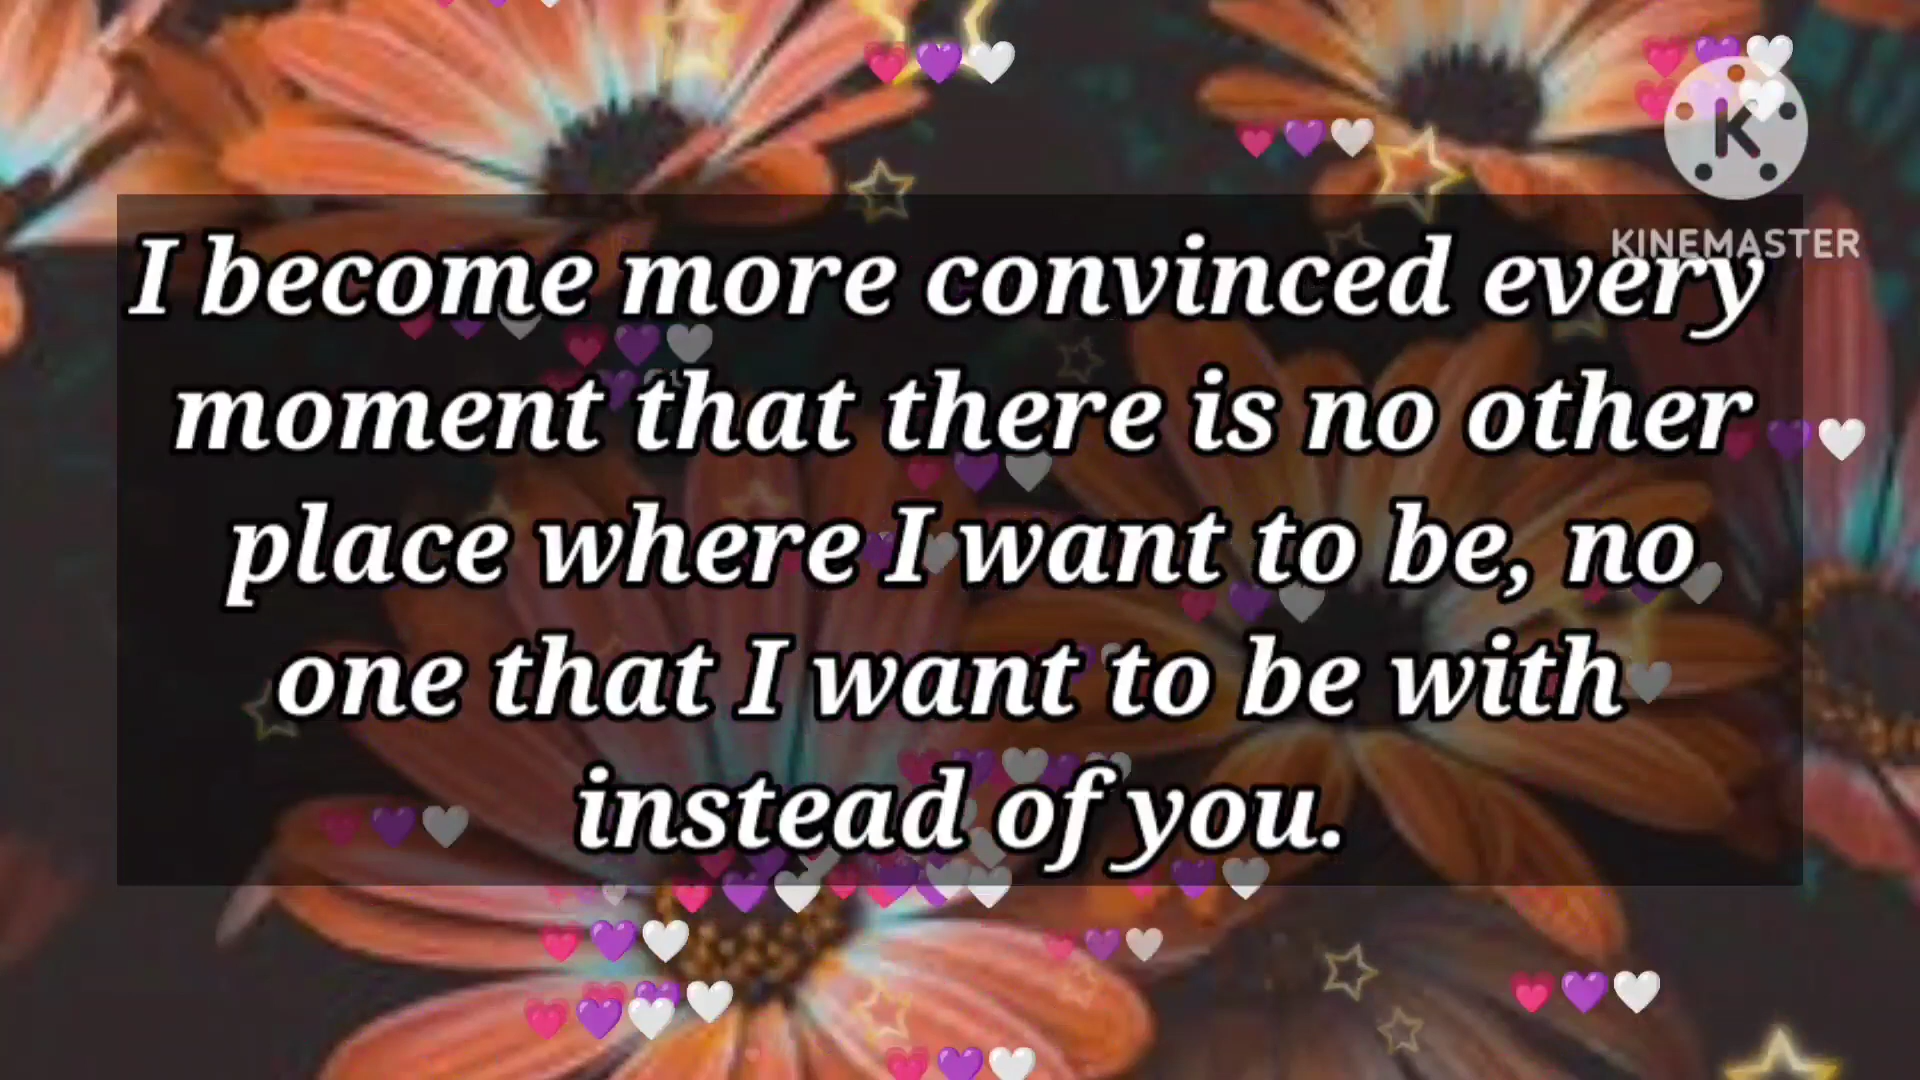 K
KINEMASTER
I become more convinced every
moment that there is no other
place where I want to be, no
one that I want to be with
instead of you.